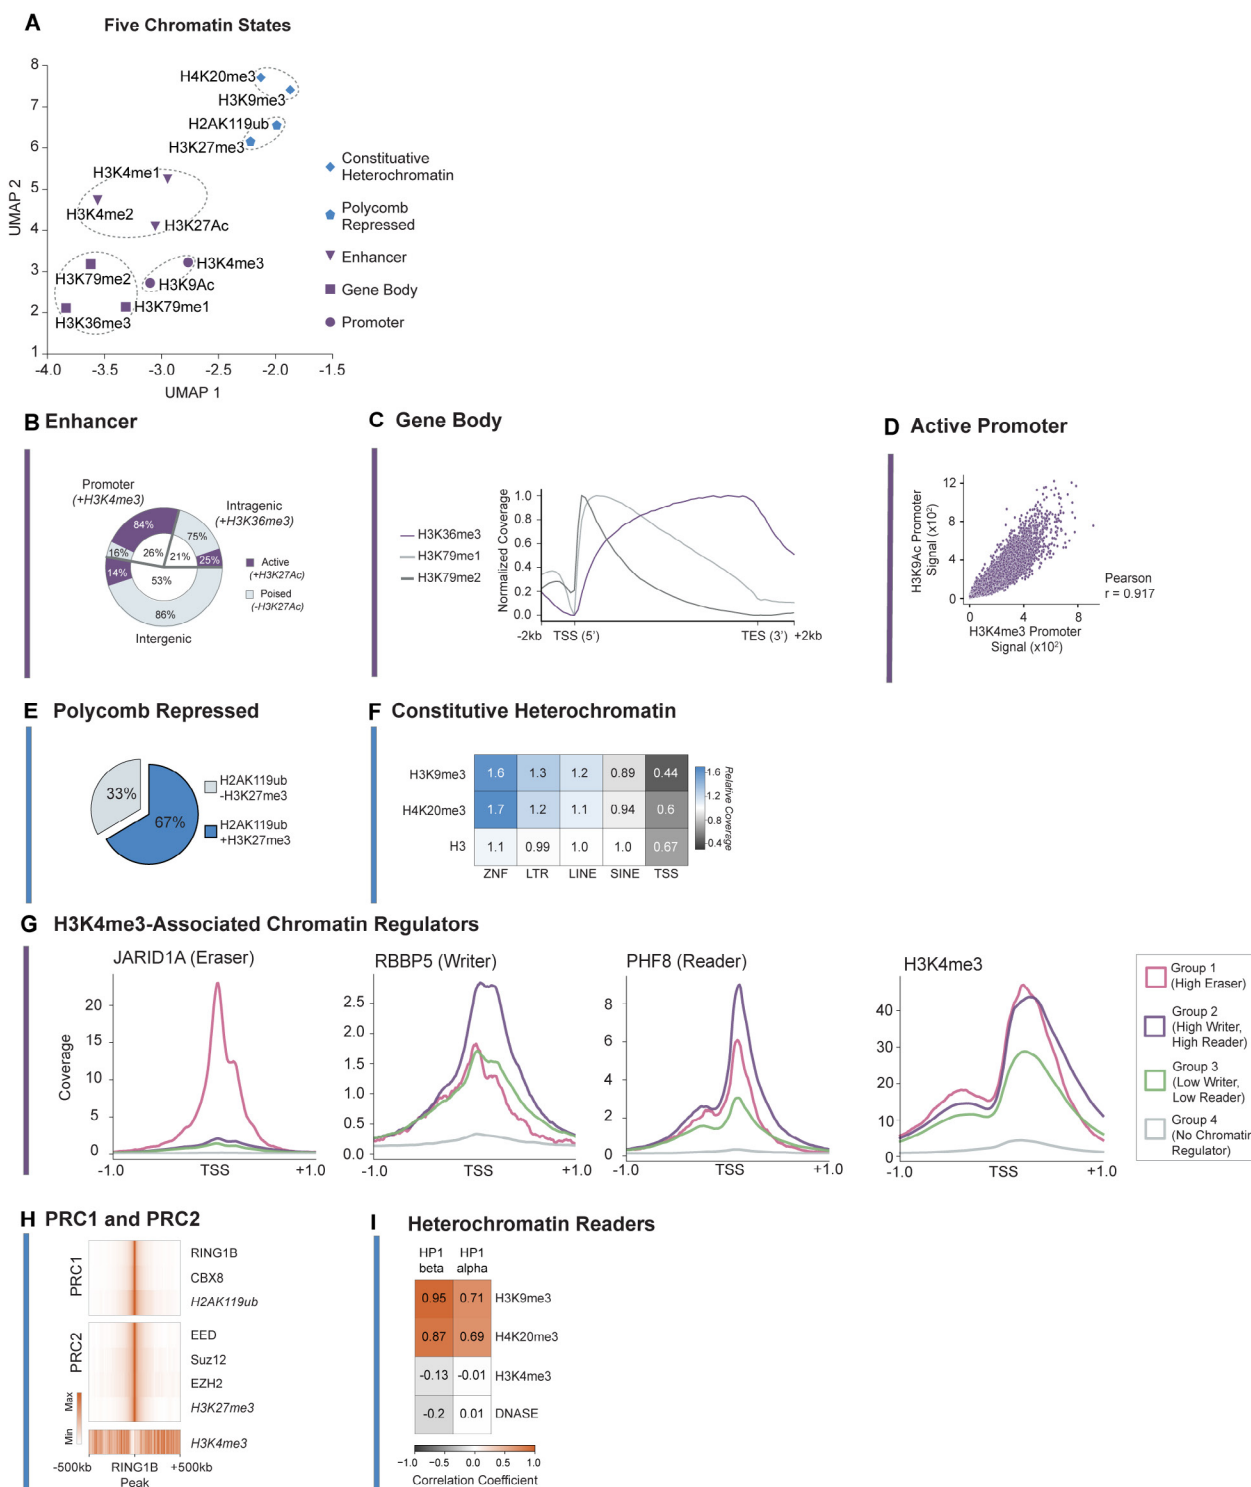 A Five Chromatin States
8
7
6
5
4
3
2
1
UMAP 2
-4.0 -3.5 -3.0 -2.5 -2.0 -1.5
UMAP 1
H4K20me3
H3K9me3
H2AK119ub
H3K27me3
H3K4me1
H3K4me2
H3K27Ac
H3K4me3
H3K9Ac
H3K79me2
H3K79me1
H3K36me3
Constituative
Heterochromatin
Polycomb
Repressed
Enhancer
Gene Body
Promoter
B Enhancer
Promoter
(+H3K4me3)
Intragenic
(+H3K36me3)
84%
75%
16%
26%
21%
25%
14%
53%
86%
Intergenic
Active
(+H3K27Ac)
Poised
(-H3K27Ac)
C Gene Body
H3K36me3
H3K79me1
H3K79me2
Normalized Coverage
1.0
0.8
0.6
0.4
0.2
0.0
-2kb TSS (5') TES (3') +2kb
D Active Promoter
H3K9Ac Promoter
Signal (x10²)
12
8
4
0
0 4 8
H3K4me3 Promoter
Signal (x10²)
Pearson
r = 0.917
E Polycomb Repressed
33%
67%
H2AK119ub
-H3K27me3
H2AK119ub
+H3K27me3
F Constitutive Heterochromatin
H3K9me3 1.6 1.3 1.2 0.89 0.44
H4K20me3 1.7 1.2 1.1 0.94 0.6
H3 1.1 0.99 1.0 1.0 0.67
ZNF LTR LINE SINE TSS
1.6
1.2
0.8
0.4
Relative Coverage
G H3K4me3-Associated Chromatin Regulators
JARID1A (Eraser)
Coverage
20
15
10
5
0
-1.0 TSS +1.0
RBBP5 (Writer)
2.5
2.0
1.5
1.0
0.5
0.0
-1.0 TSS +1.0
PHF8 (Reader)
8
6
4
2
0
-1.0 TSS +1.0
H3K4me3
40
30
20
10
0
-1.0 TSS +1.0
Group 1
(High Eraser)
Group 2
(High Writer,
High Reader)
Group 3
(Low Writer,
Low Reader)
Group 4
(No Chromatin
Regulator)
H PRC1 and PRC2
PRC1
RING1B
CBX8
H2AK119ub
PRC2
EED
Suz12
EZH2
H3K27me3
H3K4me3
Max
Min
-500kb RING1B +500kb
Peak
I Heterochromatin Readers
HP1 HP1
beta alpha
0.95 0.71 H3K9me3
0.87 0.69 H4K20me3
-0.13 -0.01 H3K4me3
-0.2 0.01 DNASE
−1.0 −0.5 0.0 0.5 1.0
Correlation Coefficient